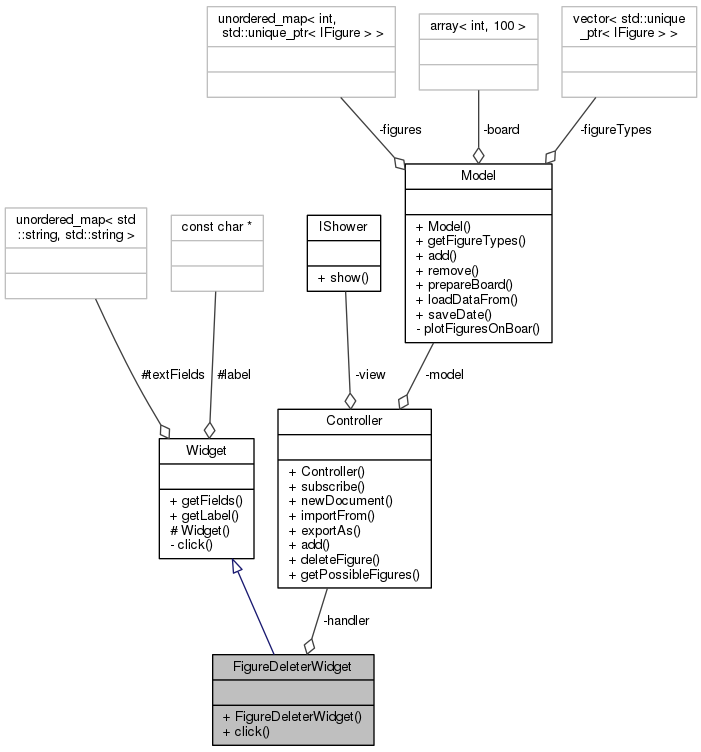 unordered_map< int,
std::unique_ptr< IFigure > >
array< int, 100 >
vector< std::unique
_ptr< IFigure > >
-figures
-board
-figureTypes
Model
+ Model()
+ getFigureTypes()
+ add()
+ remove()
+ prepareBoard()
+ loadDataFrom()
+ saveDate()
- plotFiguresOnBoar()
unordered_map< std
::string, std::string >
const char *
IShower
+ show()
#textFields
#label
-view
-model
Controller
+ Controller()
+ subscribe()
+ newDocument()
+ importFrom()
+ exportAs()
+ add()
+ deleteFigure()
+ getPossibleFigures()
Widget
+ getFields()
+ getLabel()
# Widget()
- click()
-handler
FigureDeleterWidget
+ FigureDeleterWidget()
+ click()